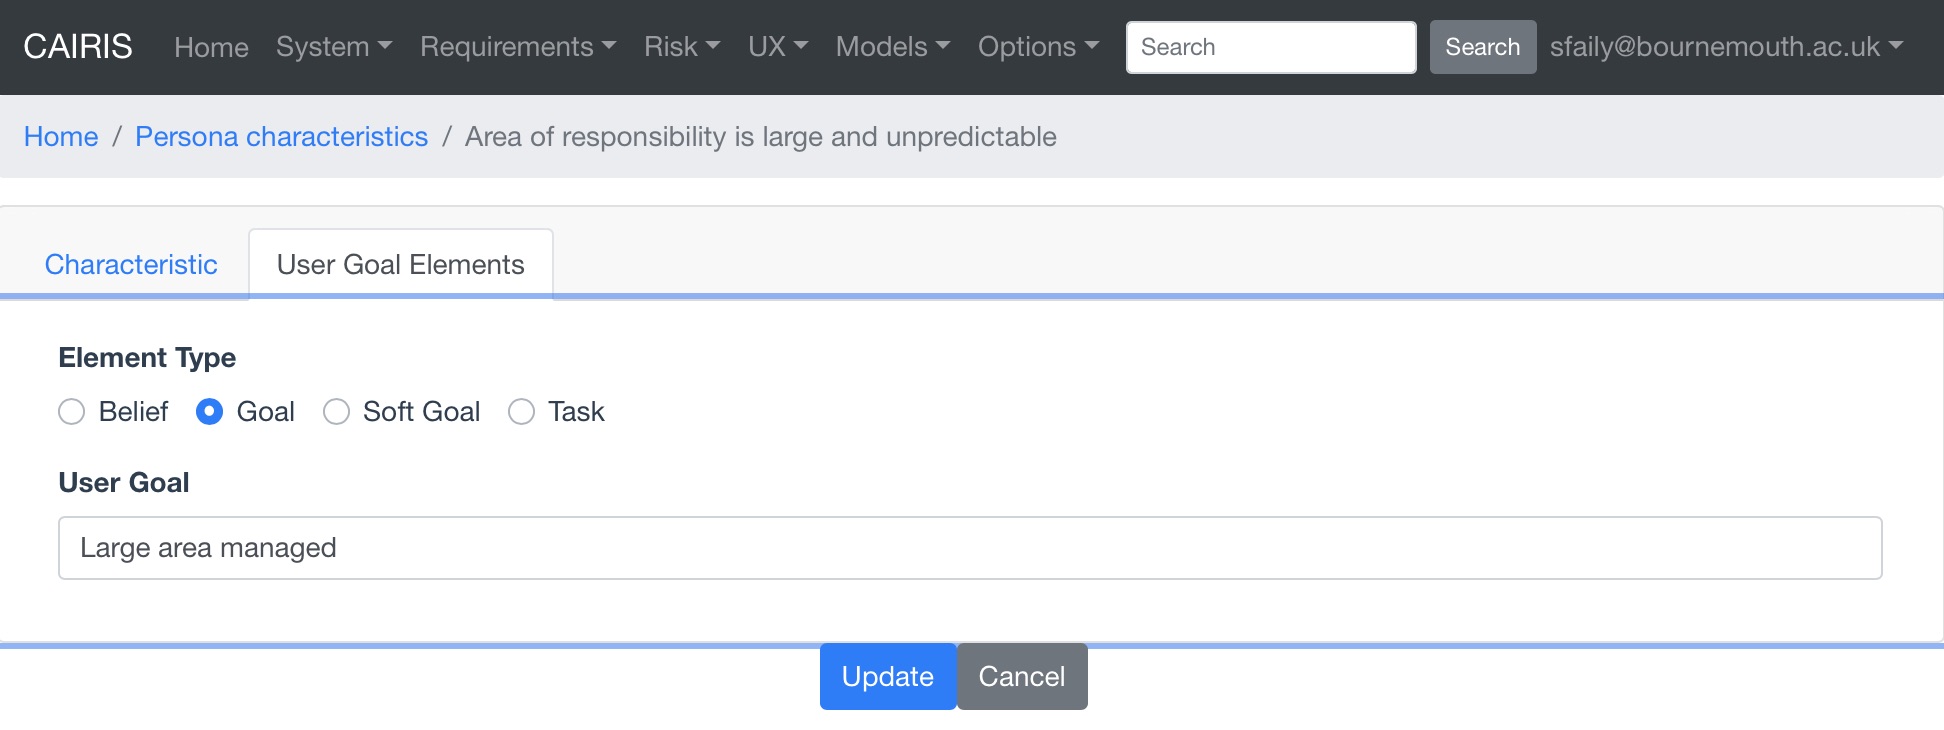 CAIRIS Home System Requirements Risk UX Models Options Search Search sfaily@bournemouth.ac.uk
Home / Persona characteristics / Area of responsibility is large and unpredictable
Characteristic User Goal Elements
Element Type
Belief Goal Soft Goal Task
User Goal
Large area managed
Update Cancel